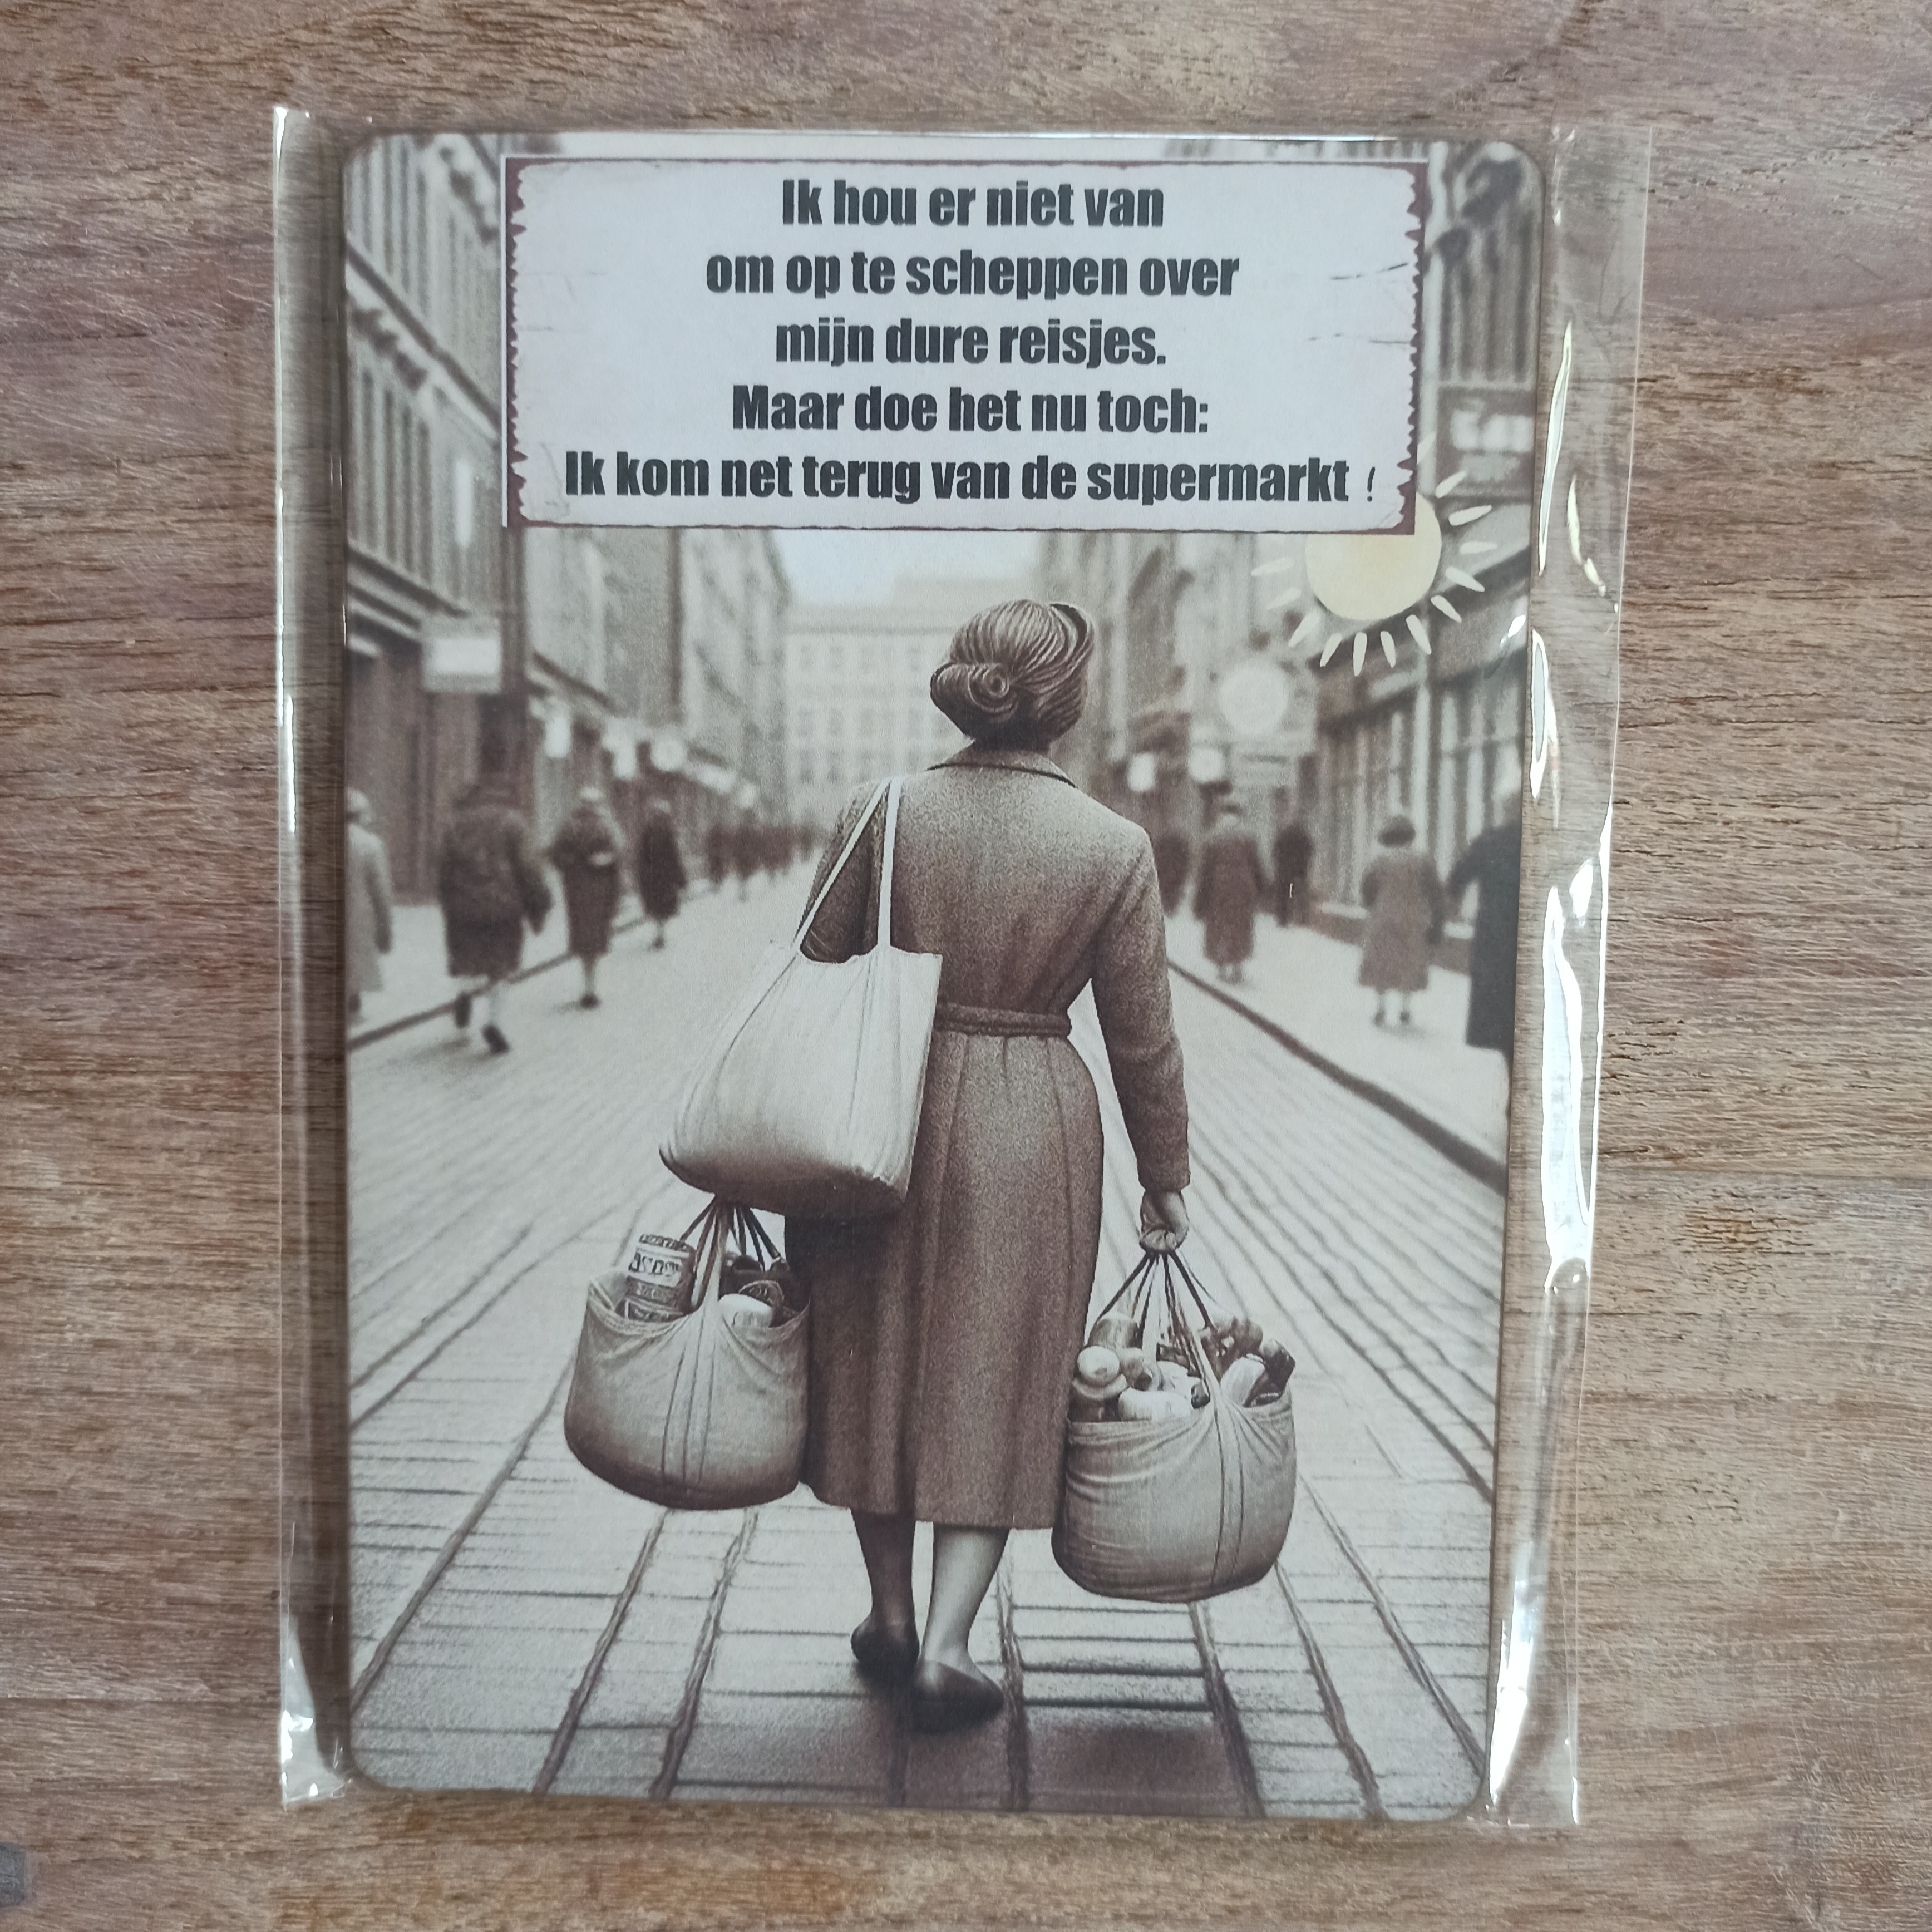 Ik hou er niet van
om op te scheppen over
mijn dure reisjes.
Maar doe het nu toch:
Ik kom net terug van de supermarkt !